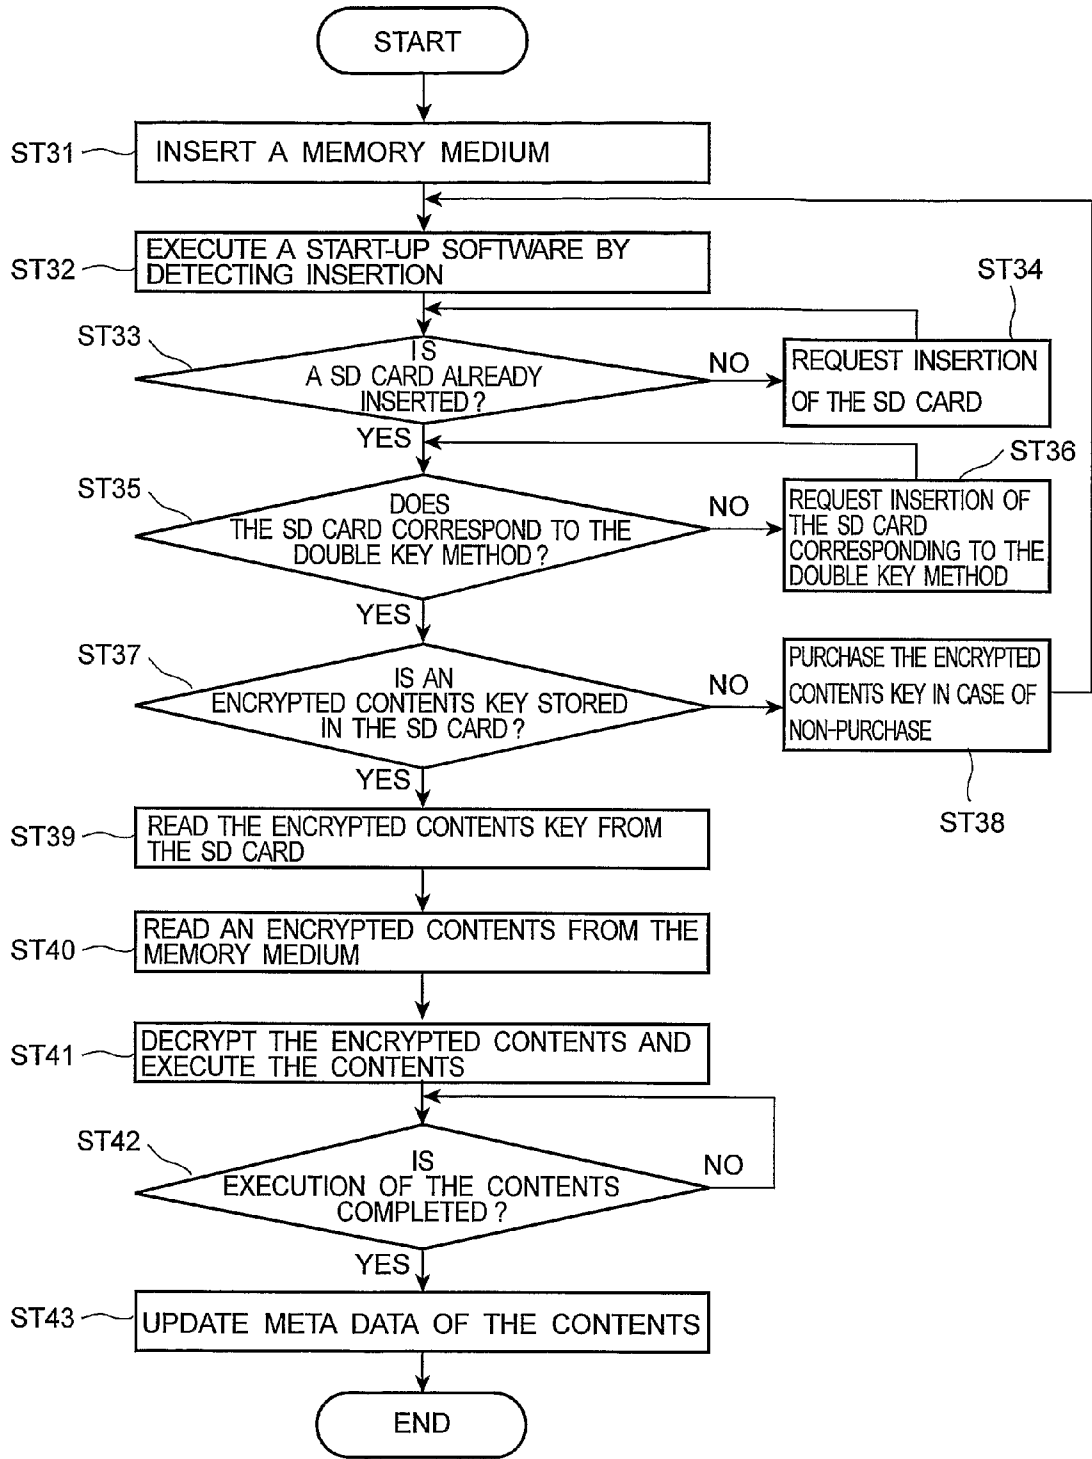 START
ST31
INSERT A MEMORY MEDIUM
ST32
EXECUTE A START-UP SOFTWARE BY
DETECTING INSERTION
ST33
IS
A SD CARD ALREADY
INSERTED?
NO
YES
ST34
REQUEST INSERTION
OF THE SD CARD
ST35
DOES
THE SD CARD CORRESPOND TO THE
DOUBLE KEY METHOD?
NO
YES
ST36
REQUEST INSERTION OF
THE SD CARD
CORRESPONDING TO THE
DOUBLE KEY METHOD
ST37
IS AN
ENCRYPTED CONTENTS KEY STORED
IN THE SD CARD?
NO
YES
PURCHASE THE ENCRYPTED
CONTENTS KEY IN CASE OF
NON-PURCHASE
ST38
ST39
READ THE ENCRYPTED CONTENTS KEY FROM
THE SD CARD
ST40
READ AN ENCRYPTED CONTENTS FROM THE
MEMORY MEDIUM
ST41
DECRYPT THE ENCRYPTED CONTENTS AND
EXECUTE THE CONTENTS
ST42
IS
EXECUTION OF THE CONTENTS
COMPLETED?
NO
YES
ST43
UPDATE META DATA OF THE CONTENTS
END